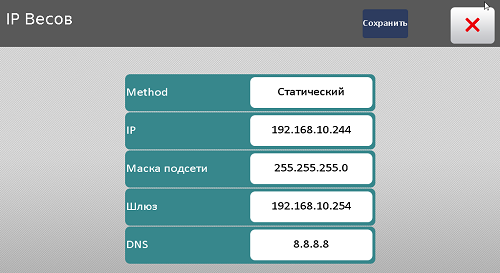 IP Весов
Сохранить
Method Статический
IP 192.168.10.244
Маска подсети 255.255.255.0
Шлюз 192.168.10.254
DNS 8.8.8.8